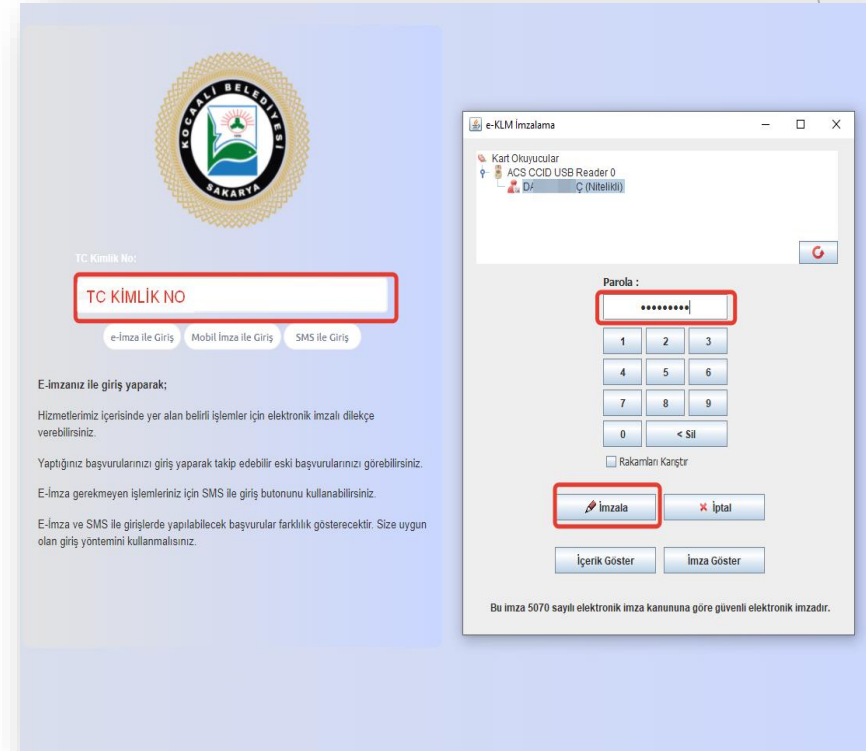 KOCAALİ BELEDİYESİ
SAKARYA
TC Kimlik No:
TC KİMLİK NO
e-İmza ile Giriş
Mobil İmza ile Giriş
SMS ile Giriş
E-imzanız ile giriş yaparak;
Hizmetlerimiz içerisinde yer alan belirli işlemler için elektronik imzalı dilekçe
verebilirsiniz.
Yaptığınız başvurularınızı giriş yaparak takip edebilir eski başvurularınızı görebilirsiniz.
E-İmza gerekmeyen işlemleriniz için SMS ile giriş butonunu kullanabilirsiniz.
E-İmza ve SMS ile girişlerde yapılabilecek başvurular farklılık gösterecektir. Size uygun
olan giriş yöntemini kullanmalısınız.
e-KLM İmzalama
Kart Okuyucular
ACS CCID USB Reader 0
Ç (Nitelikli)
Parola :
1 2 3
4 5 6
7 8 9
0 < Sil
Rakamları Karıştır
İmzala
İptal
İçerik Göster
İmza Göster
Bu imza 5070 sayılı elektronik imza kanununa göre güvenli elektronik imzadır.